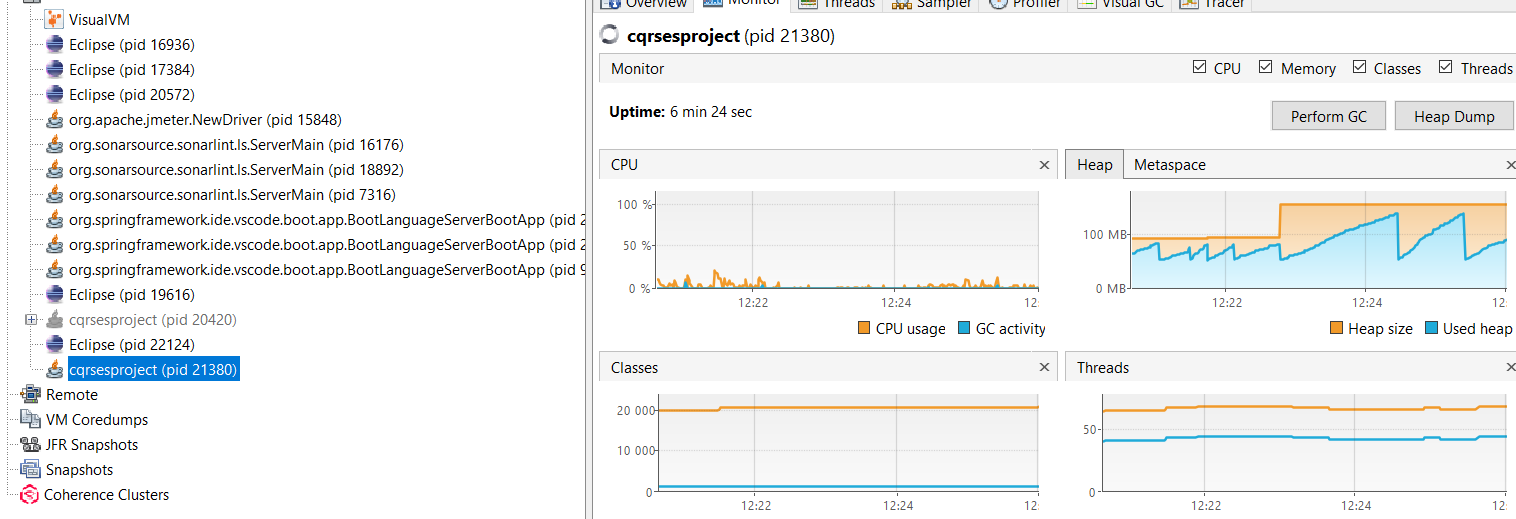 VisualVM
Eclipse (pid 16936)
Eclipse (pid 17384)
Eclipse (pid 20572)
org.apache.jmeter.NewDriver (pid 15848)
org.sonarsource.sonarlint.ls.ServerMain (pid 16176)
org.sonarsource.sonarlint.ls.ServerMain (pid 18892)
org.sonarsource.sonarlint.ls.ServerMain (pid 7316)
org.springframework.ide.vscode.boot.app.BootLanguageServerBootApp (pid 2
org.springframework.ide.vscode.boot.app.BootLanguageServerBootApp (pid 2
org.springframework.ide.vscode.boot.app.BootLanguageServerBootApp (pid 9
Eclipse (pid 19616)
cqrsesproject (pid 20420)
Eclipse (pid 22124)
cqrsesproject (pid 21380)
Remote
VM Coredumps
JFR Snapshots
Snapshots
Coherence Clusters
Overview Monitor Threads Sampler Profiler Visual GC Tracer
cqrsesproject (pid 21380)
Monitor CPU Memory Classes Threads
Uptime: 6 min 24 sec Perform GC Heap Dump
CPU
100 %
50 %
0 %
12:22 12:24 12:
CPU usage GC activity
Heap Metaspace
100 MB
0 MB
12:22 12:24 12:
Heap size Used heap
Classes
20 000
10 000
0
12:22 12:24 12:
Threads
50
0
12:22 12:24 12: